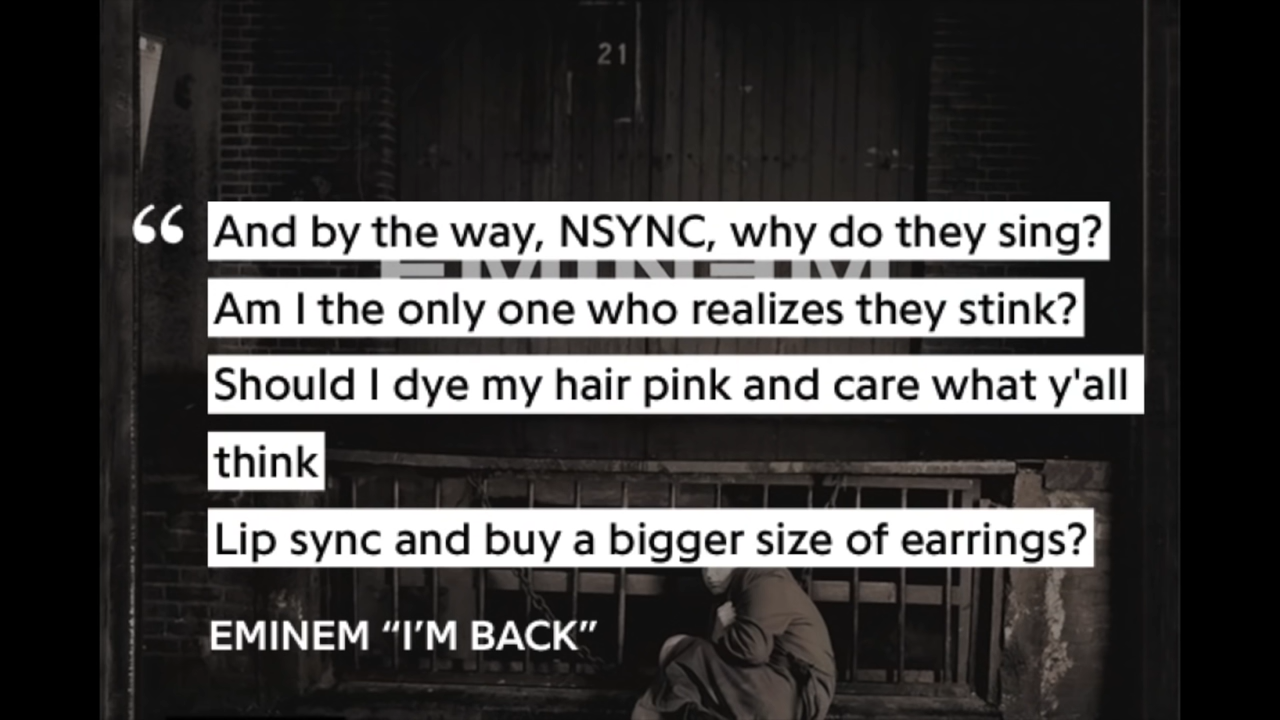 21
“ And by the way, NSYNC, why do they sing?
EMINEM
Am I the only one who realizes they stink?
Should I dye my hair pink and care what y'all
think
Lip sync and buy a bigger size of earrings?
EMINEM “I’M BACK”